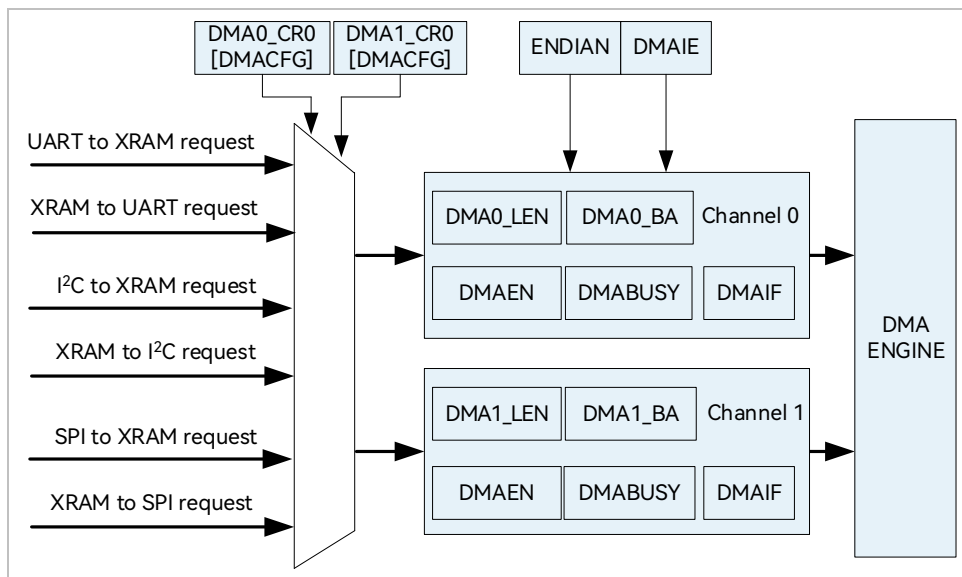 DMA0_CR0
[DMACFG]
DMA1_CR0
[DMACFG]
ENDIAN
DMAIE
UART to XRAM request
XRAM to UART request
I²C to XRAM request
XRAM to I²C request
SPI to XRAM request
XRAM to SPI request
DMA0_LEN
DMA0_BA
Channel 0
DMAEN
DMABUSY
DMAIF
DMA1_LEN
DMA1_BA
Channel 1
DMAEN
DMABUSY
DMAIF
DMA
ENGINE